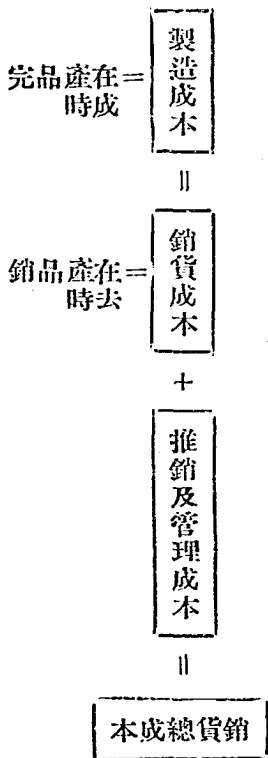 製造成本
=在產品完
成時
॥
銷貨成本
=在產品銷
去時
+
推銷及管理成本
॥
銷貨總成本